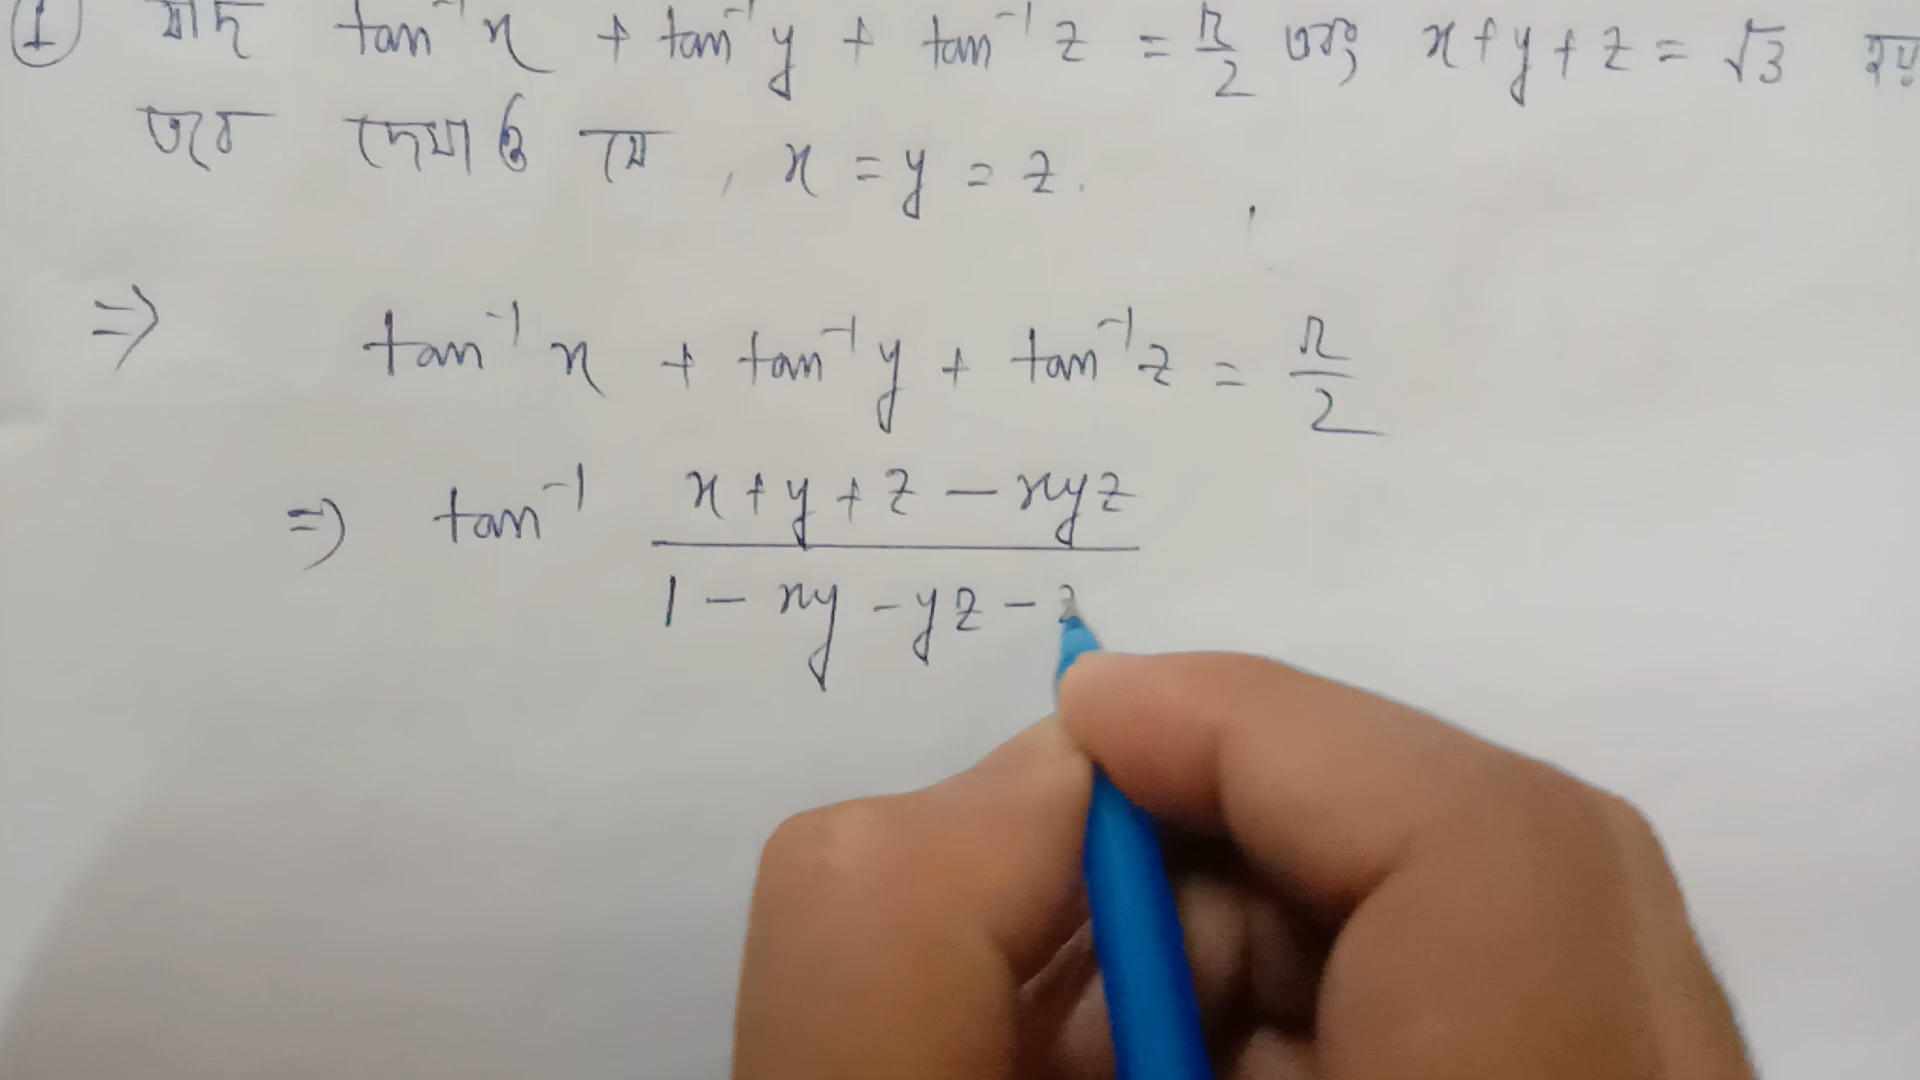 ① যদি tan⁻¹x + tan⁻¹y + tan⁻¹z = π/2 এবং x+y+z = √3 হয়
তবে দেখাও যে, x = y = z.
⇒ tan⁻¹x + tan⁻¹y + tan⁻¹z = π/2
⇒ tan⁻¹ (x+y+z − xyz)/(1 − xy − yz − z